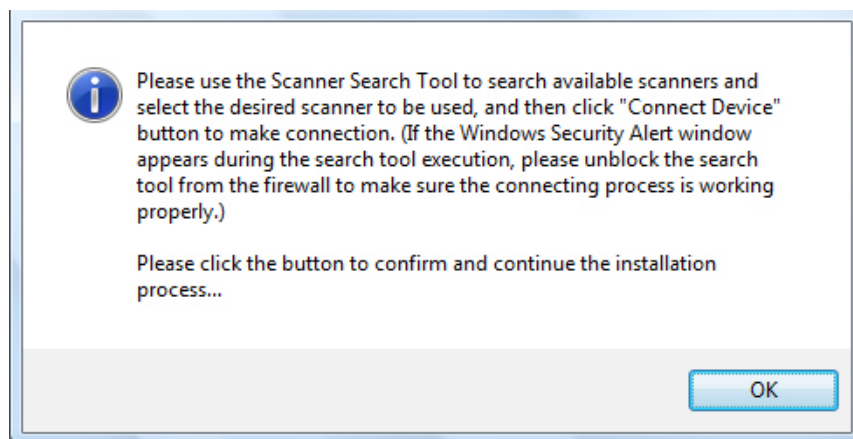 Please use the Scanner Search Tool to search available scanners and
select the desired scanner to be used, and then click "Connect Device"
button to make connection. (If the Windows Security Alert window
appears during the search tool execution, please unblock the search
tool from the firewall to make sure the connecting process is working
properly.)
Please click the button to confirm and continue the installation
process...
OK